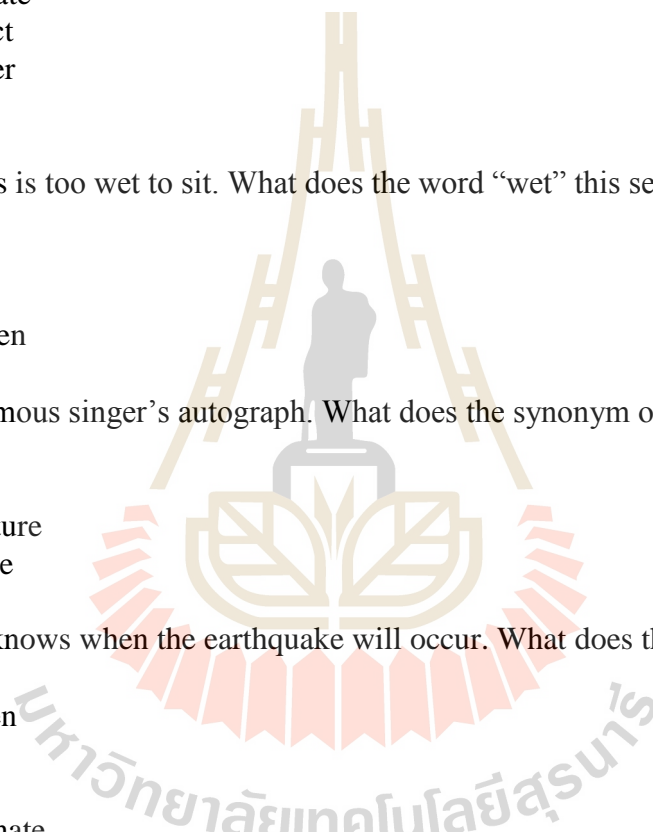 ate
ct
er
s is too wet to sit. What does the word “wet” this se
en
mous singer’s autograph. What does the synonym o
ture
e
knows when the earthquake will occur. What does th
en
nate
มหาวิทยาลัยเทคโนโลยีสุรนารี